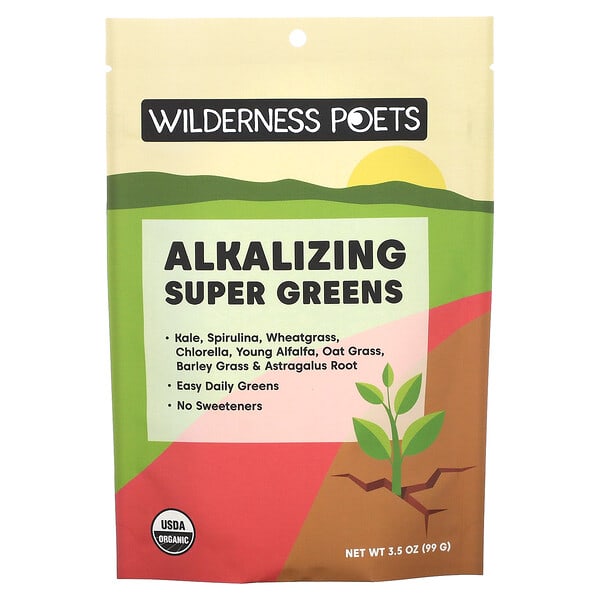 WILDERNESS POETS
ALKALIZING
SUPER GREENS
• Kale, Spirulina, Wheatgrass,
Chlorella, Young Alfalfa, Oat Grass,
Barley Grass & Astragalus Root
• Easy Daily Greens
• No Sweeteners
USDA
ORGANIC
NET WT 3.5 OZ (99 G)